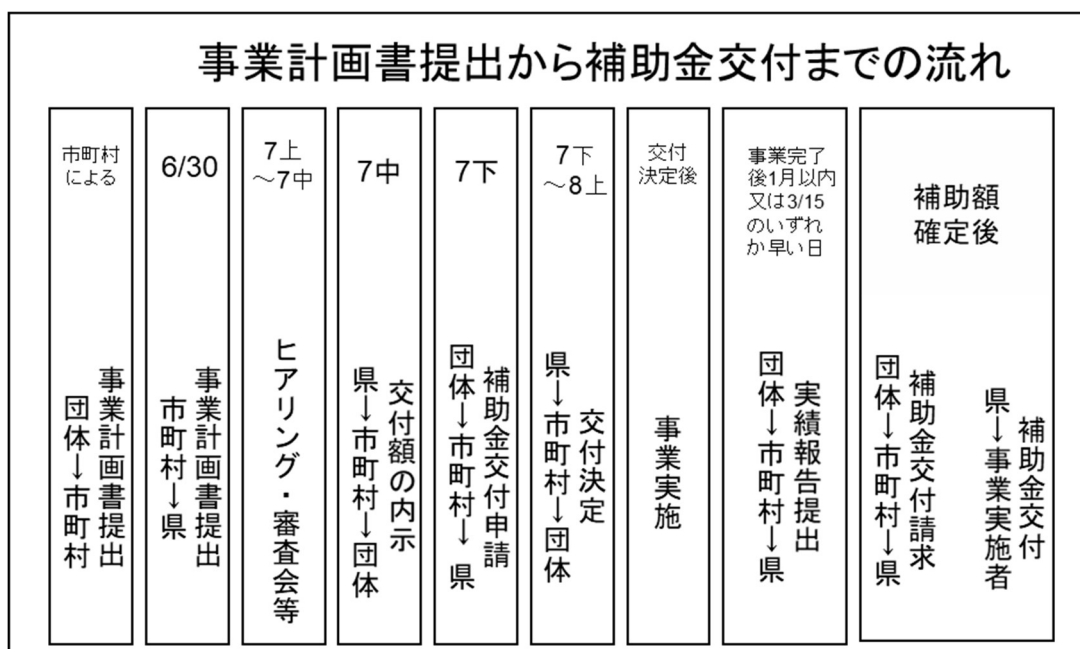 事業計画書提出から補助金交付までの流れ
市町村
による
事業計画書提出
団体→市町村
6/30
事業計画書提出
市町村→県
7上
～7中
ヒアリング・審査会等
7中
交付額の内示
県→市町村→団体
7下
補助金交付申請
団体→市町村→県
7下
～8上
交付決定
県→市町村→団体
交付
決定後
事業実施
事業完了
後1月以内
又は3/15
のいずれ
か早い日
実績報告提出
団体→市町村→県
補助額
確定後
補助金交付請求
団体→市町村→県
補助金交付
県→事業実施者